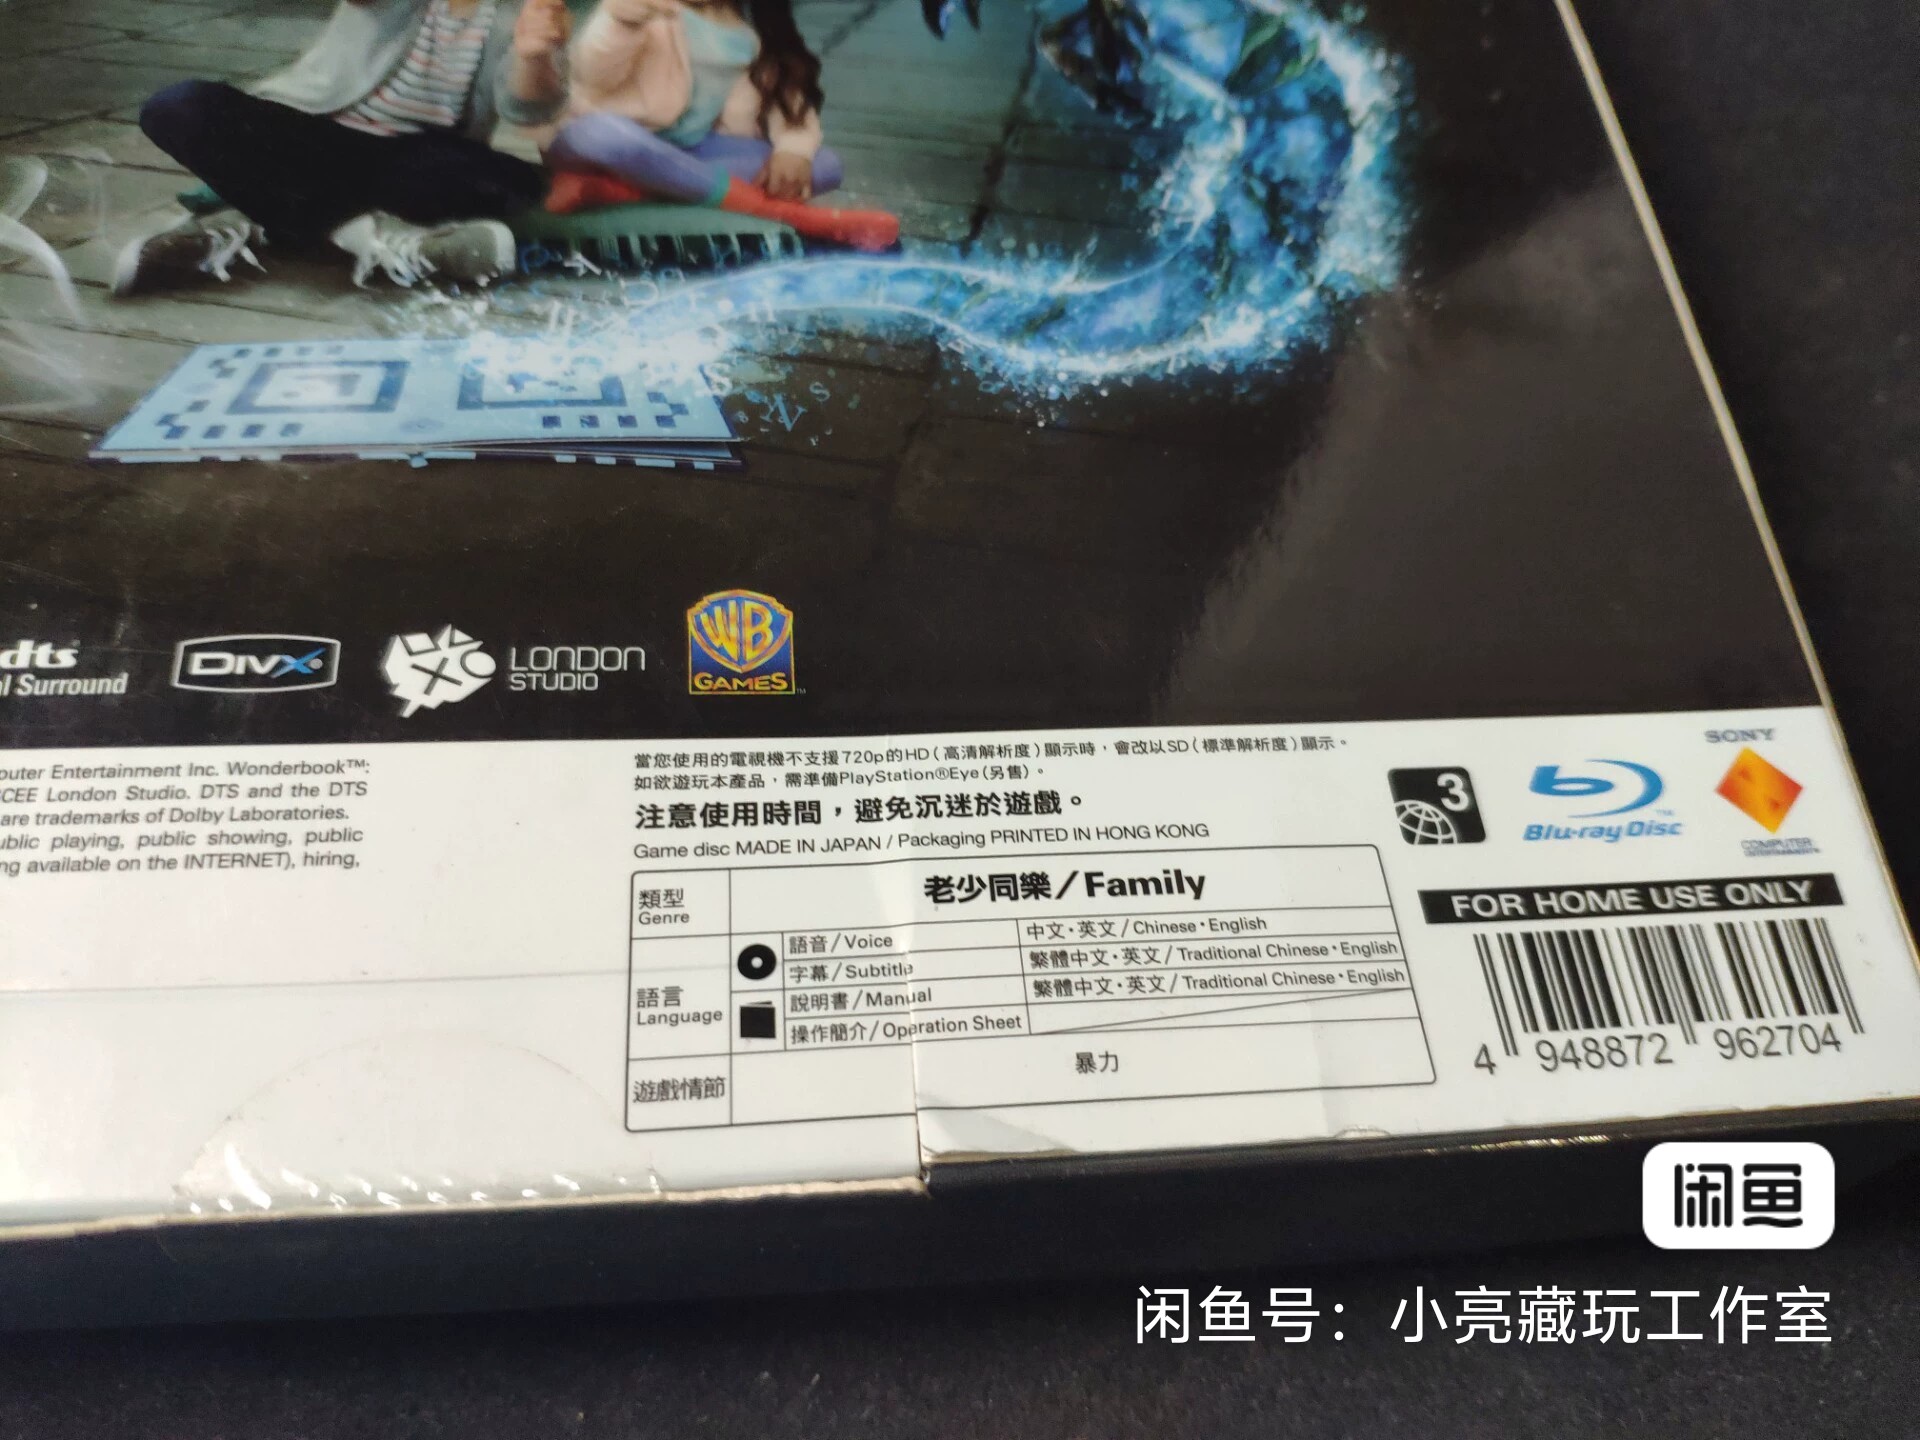 dts
Surround
DIVX
LONDON
STUDIO
WB
GAMES
Entertainment Inc. Wonderbook™:
SCEE London Studio. DTS and the DTS
are trademarks of Dolby Laboratories.
public playing, public showing, public
available on the INTERNET), hiring,
當您使用的電視機不支援720p的HD(高清解析度)顯示時，會改以SD(標準解析度)顯示。
如欲遊玩本產品，需準備PlayStation®Eye(另售)。
注意使用時間，避免沉迷於遊戲。
Game disc MADE IN JAPAN / Packaging PRINTED IN HONG KONG
類型
Genre
老少同樂/Family
語言
Language
語音/Voice
中文・英文/Chinese・English
字幕/Subtitle
繁體中文・英文/Traditional Chinese・English
說明書/Manual
繁體中文・英文/Traditional Chinese・English
操作簡介/Operation Sheet
遊戲情節
暴力
3
Blu-ray Disc™
SONY
COMPUTER
ENTERTAINMENT
FOR HOME USE ONLY
4 948872 962704
闲鱼
闲鱼号：小亮藏玩工作室